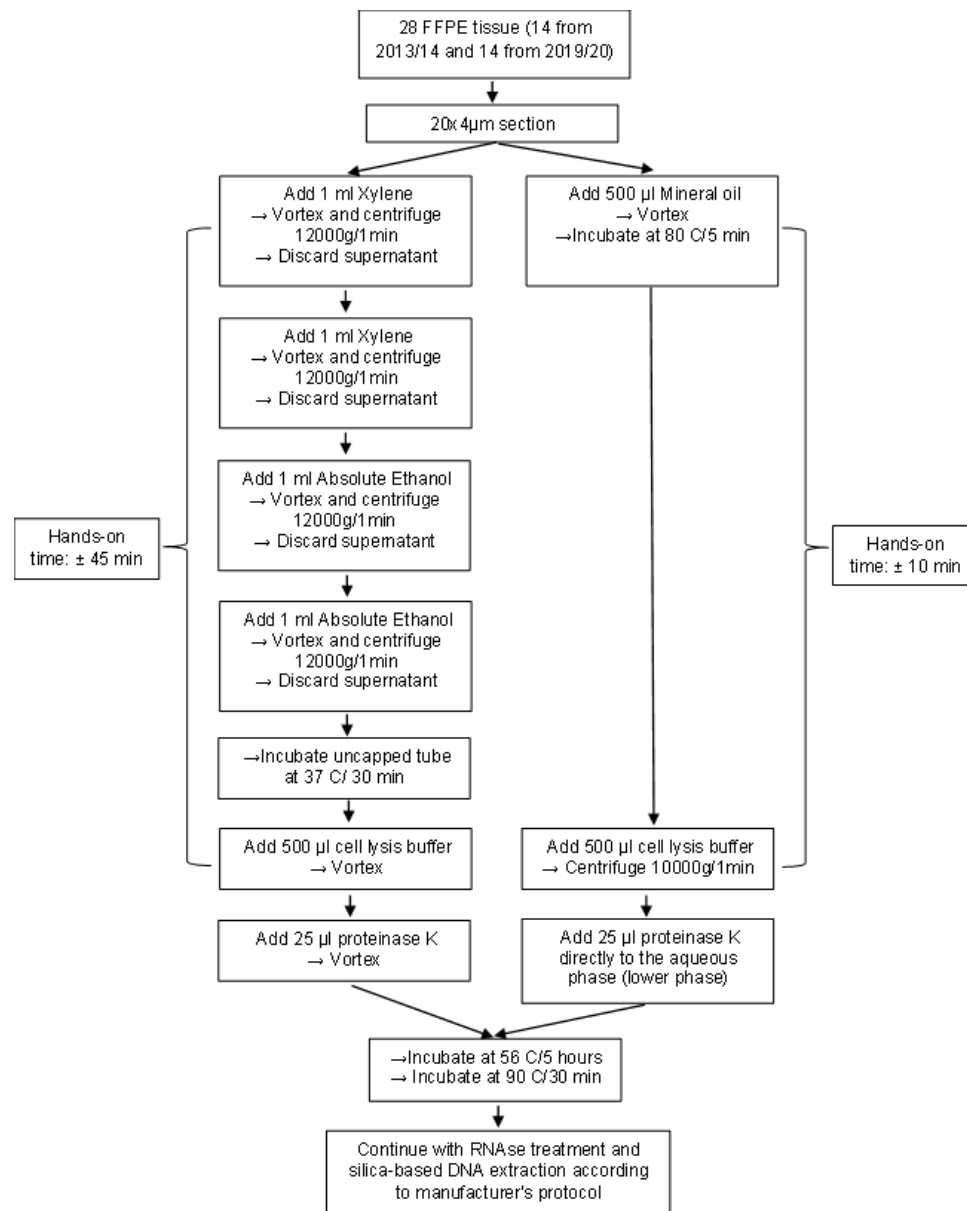 28 FFPE tissue (14 from
2013/14 and 14 from 2019/20)
20x4µm section
Add 1 ml Xylene
→ Vortex and centrifuge
12000g/1min
→ Discard supernatant
Add 1 ml Xylene
→ Vortex and centrifuge
12000g/1min
→ Discard supernatant
Add 1 ml Absolute Ethanol
→ Vortex and centrifuge
12000g/1min
→ Discard supernatant
Hands-on
time: ± 45 min
Add 1 ml Absolute Ethanol
→ Vortex and centrifuge
12000g/1min
→ Discard supernatant
→Incubate uncapped tube
at 37 C/ 30 min
Add 500 µl cell lysis buffer
→ Vortex
Add 25 µl proteinase K
→ Vortex
Add 500 µl Mineral oil
→ Vortex
→Incubate at 80 C/5 min
Hands-on
time: ± 10 min
Add 500 µl cell lysis buffer
→ Centrifuge 10000g/1min
Add 25 µl proteinase K
directly to the aqueous
phase (lower phase)
→Incubate at 56 C/5 hours
→ Incubate at 90 C/30 min
Continue with RNAse treatment and
silica-based DNA extraction according
to manufacturer's protocol